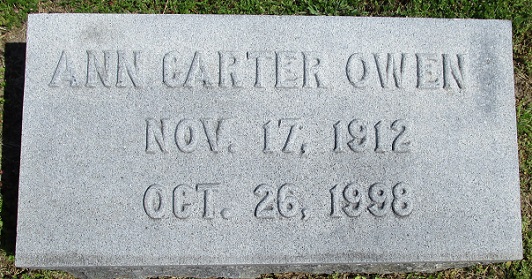 ANN CARTER OWEN
NOV. 17, 1912
OCT. 26, 1998